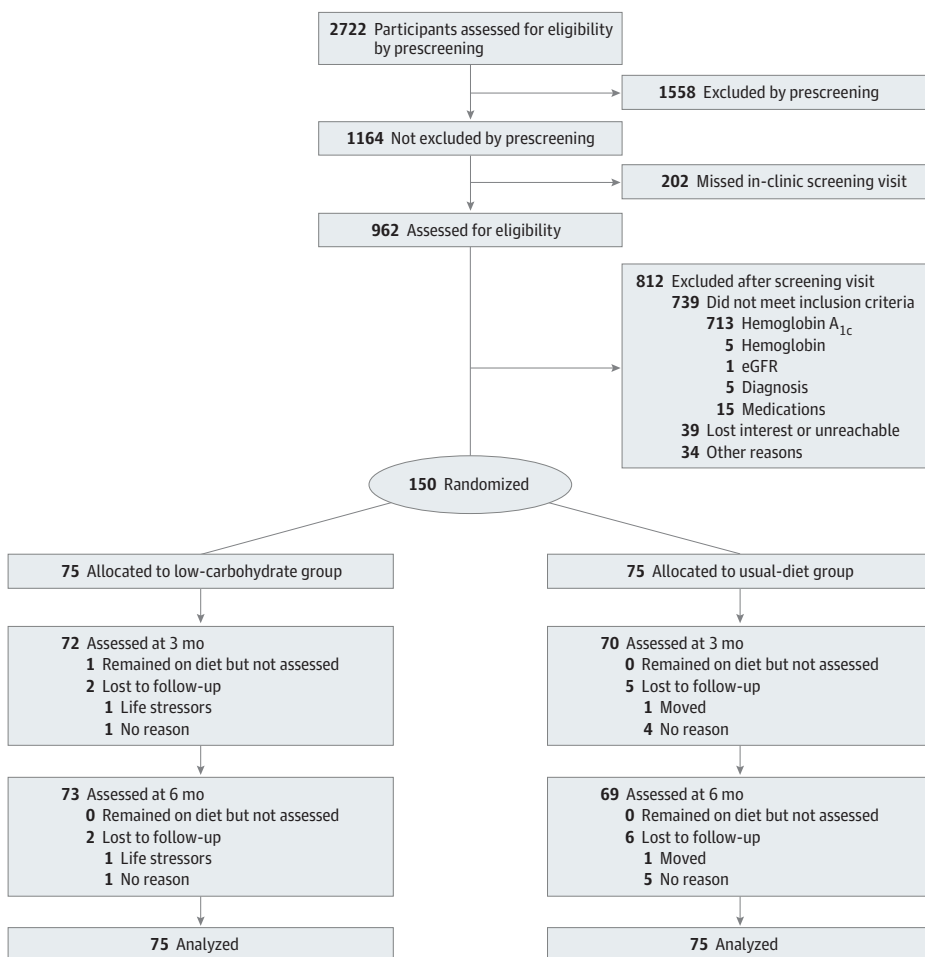 2722 Participants assessed for eligibility
by prescreening
1558 Excluded by prescreening
1164 Not excluded by prescreening
202 Missed in-clinic screening visit
962 Assessed for eligibility
812 Excluded after screening visit
739 Did not meet inclusion criteria
713 Hemoglobin A1c
5 Hemoglobin
1 eGFR
5 Diagnosis
15 Medications
39 Lost interest or unreachable
34 Other reasons
150 Randomized
75 Allocated to low-carbohydrate group
72 Assessed at 3 mo
1 Remained on diet but not assessed
2 Lost to follow-up
1 Life stressors
1 No reason
73 Assessed at 6 mo
0 Remained on diet but not assessed
2 Lost to follow-up
1 Life stressors
1 No reason
75 Analyzed
75 Allocated to usual-diet group
70 Assessed at 3 mo
0 Remained on diet but not assessed
5 Lost to follow-up
1 Moved
4 No reason
69 Assessed at 6 mo
0 Remained on diet but not assessed
6 Lost to follow-up
1 Moved
5 No reason
75 Analyzed